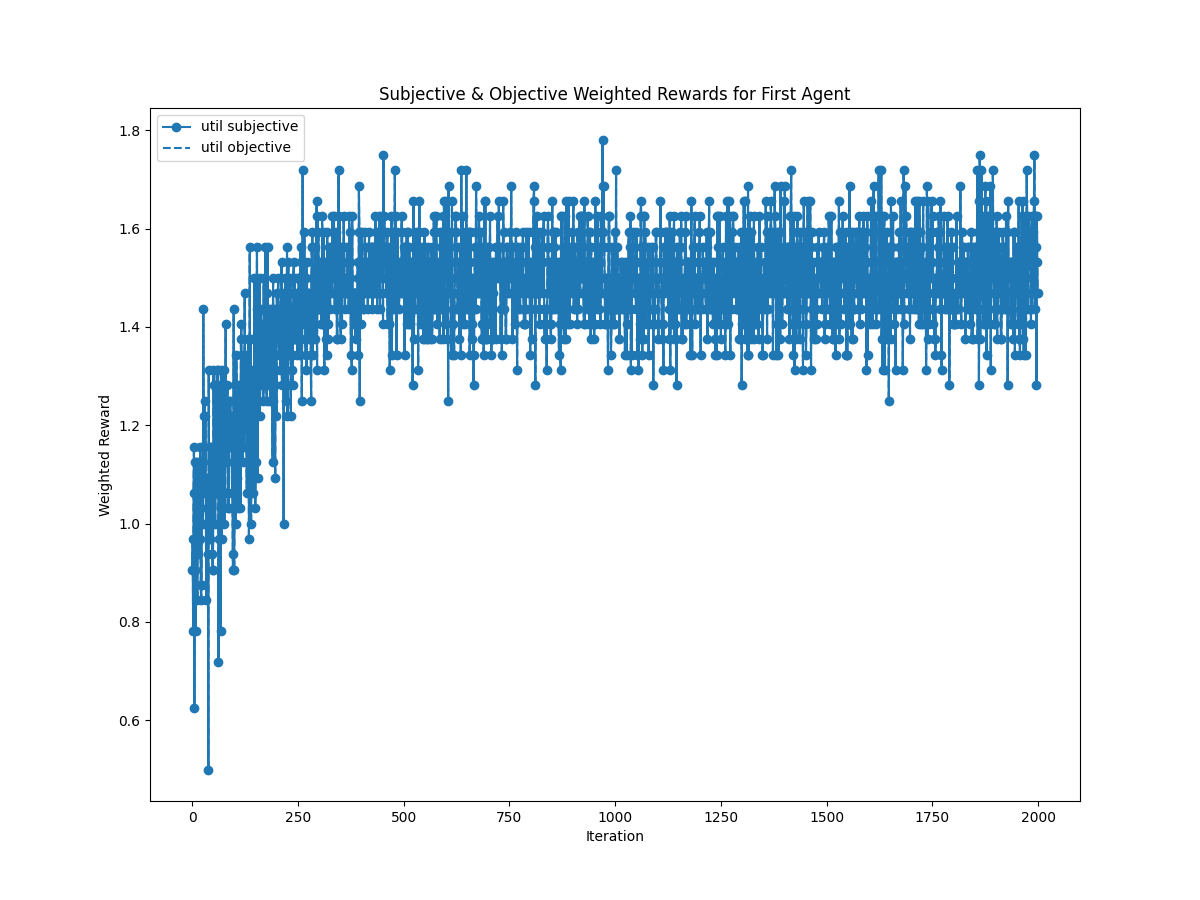 Subjective & Objective Weighted Rewards for First Agent
util subjective
util objective
1.8
1.6
1.4
1.2
1.0
0.8
0.6
Weighted Reward
0 250 500 750 1000 1250 1500 1750 2000
Iteration